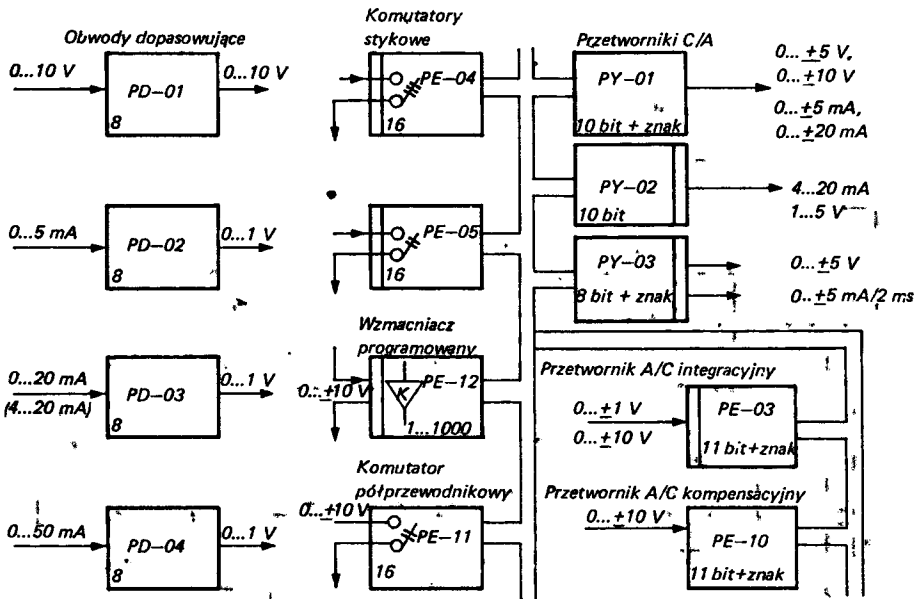 Obwody dopasowujące
0...10 V
PD-01
8
0...10 V
0...5 mA
PD-02
8
0...1 V
0...20 mA
(4...20 mA)
PD-03
8
0...1 V
0...50 mA
PD-04
8
0...1 V
Komutatory
stykowe
PE-04
16
PE-05
16
Wzmacniacz
programowany
0...±10 V
K
PE-12
1...1000
Komutator
półprzewodnikowy
0...±10 V
PE-11
16
Przetworniki C/A
PY-01
10 bit + znak
0...±5 V,
0...±10 V
0...±5 mA,
0...±20 mA
PY-02
10 bit
4...20 mA
1...5 V
PY-03
8 bit + znak
0...±5 V
0..±5 mA/2 ms
Przetwornik A/C integracyjny
0...±1 V
0...±10 V
PE-03
11 bit+znak
Przetwornik A/C kompensacyjny
0...±10 V
PE-10
11 bit+znak